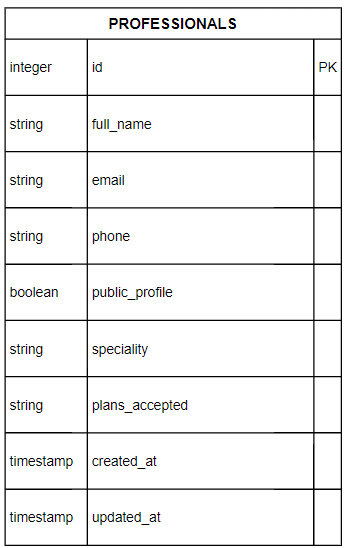 PROFESSIONALS
integer id PK
string full_name
string email
string phone
boolean public_profile
string speciality
string plans_accepted
timestamp created_at
timestamp updated_at